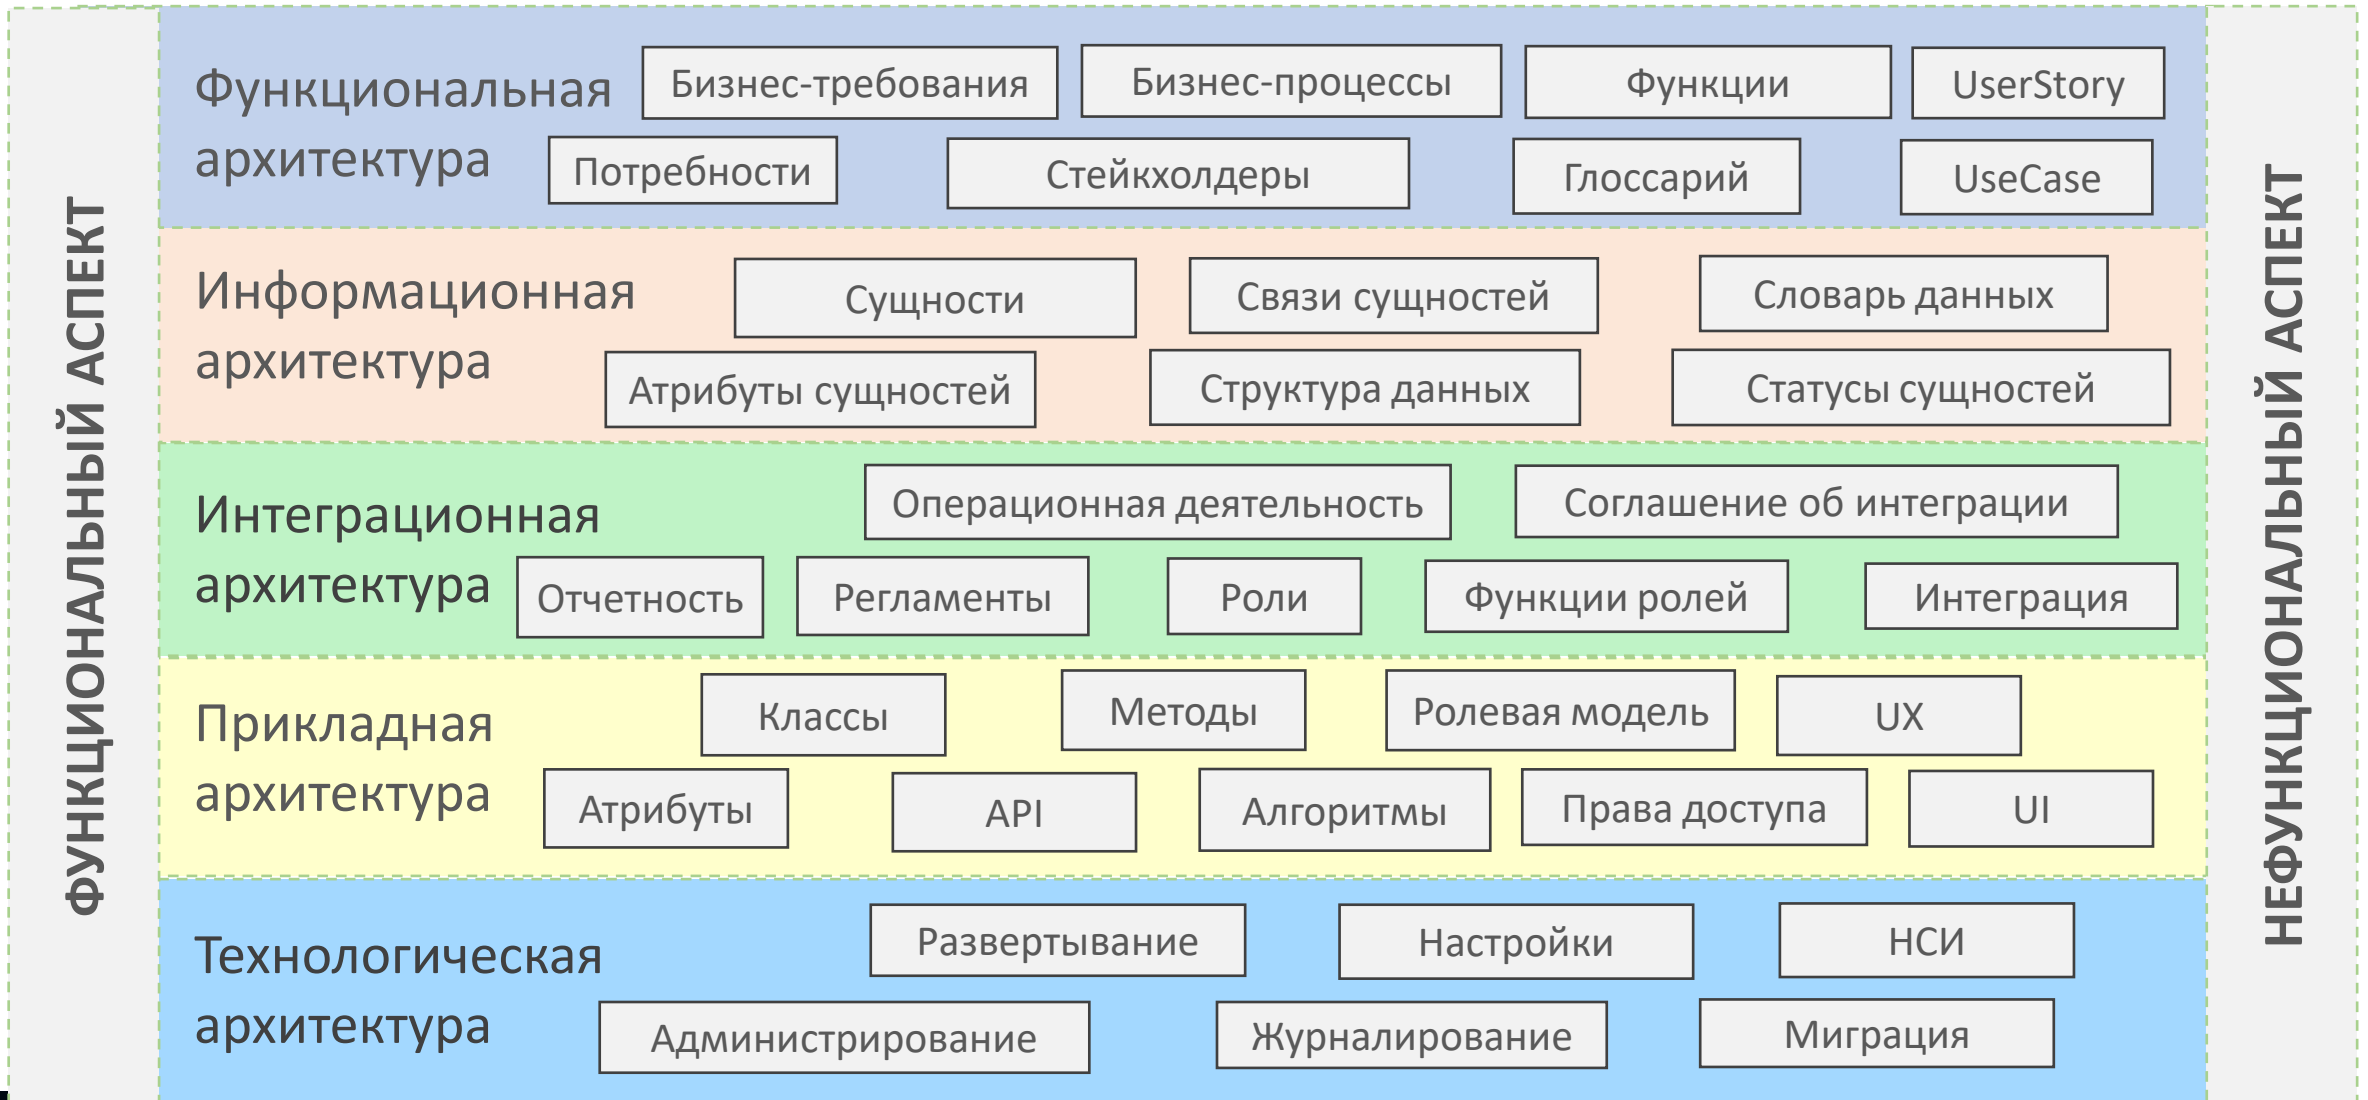 ФУНКЦИОНАЛЬНЫЙ АСПЕКТ
Функциональная
архитектура
Бизнес-требования
Бизнес-процессы
Функции
UserStory
Потребности
Стейкхолдеры
Глоссарий
UseCase
Информационная
архитектура
Сущности
Связи сущностей
Словарь данных
Атрибуты сущностей
Структура данных
Статусы сущностей
Интеграционная
архитектура
Операционная деятельность
Соглашение об интеграции
Отчетность
Регламенты
Роли
Функции ролей
Интеграция
Прикладная
архитектура
Классы
Методы
Ролевая модель
UX
Атрибуты
API
Алгоритмы
Права доступа
UI
Технологическая
архитектура
Развертывание
Настройки
НСИ
Администрирование
Журналирование
Миграция
НЕФУНКЦИОНАЛЬНЫЙ АСПЕКТ